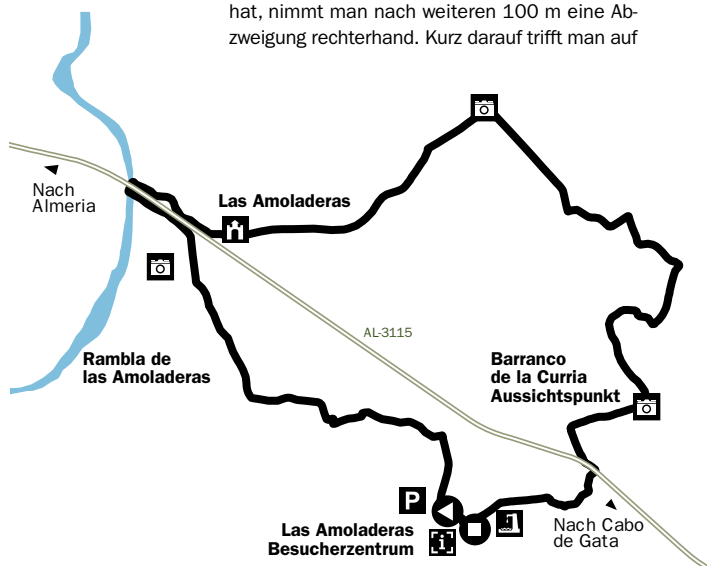 hat, nimmt man nach weiteren 100 m eine Ab-
zweigung rechterhand. Kurz darauf trifft man auf
Nach
Almeria
Las Amoladeras
AL-3115
Rambla de
las Amoladeras
Barranco
de la Curria
Aussichtspunkt
P
Las Amoladeras
Besucherzentrum
i
Nach Cabo
de Gata